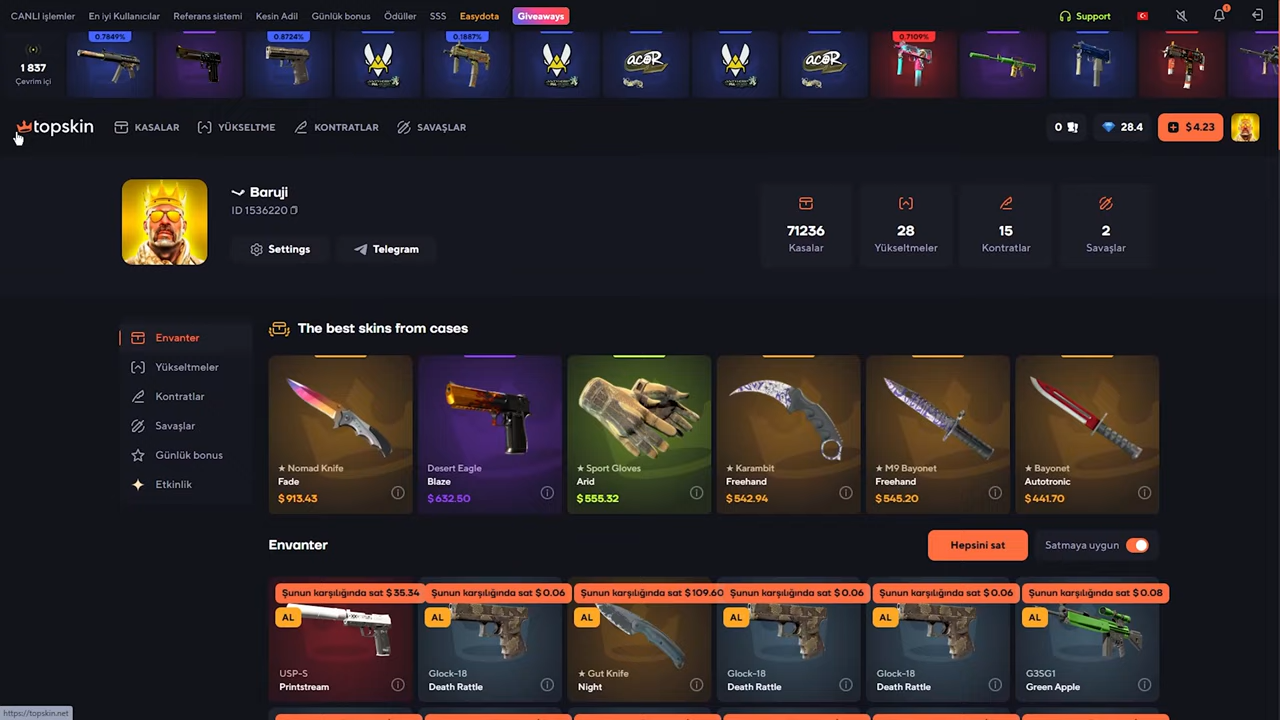 CANLI işlemler En iyi Kullanıcılar Referans sistemi Kesin Adil Günlük bonus Ödüller SSS Easydota Giveaways Support 1
0.7849% 0.8724% 0.1887% 0.7109%
1 837
Çevrim içi
ACOR ACOR
topskin KASALAR YÜKSELTME KONTRATLAR SAVAŞLAR 0 28.4 $4.23
Baruji
ID 1536220
Settings Telegram
71236 28 15 2
Kasalar Yükseltmeler Kontratlar Savaşlar
Envanter
Yükseltmeler
Kontratlar
Savaşlar
Günlük bonus
Etkinlik
The best skins from cases
★ Nomad Knife Desert Eagle ★ Sport Gloves ★ Karambit ★ M9 Bayonet ★ Bayonet
Fade Blaze Arid Freehand Freehand Autotronic
$913.43 $632.50 $555.32 $542.94 $545.20 $441.70
Envanter Hepsini sat Satmaya uygun
Şunun karşılığında sat $35.34 Şunun karşılığında sat $0.06 Şunun karşılığında sat $109.60 Şunun karşılığında sat $0.06 Şunun karşılığında sat $0.06 Şunun karşılığında sat $0.08
AL AL AL AL AL AL
USP-S Glock-18 ★ Gut Knife Glock-18 Glock-18 G3SG1
Printstream Death Rattle Night Death Rattle Death Rattle Green Apple
https://topskin.net